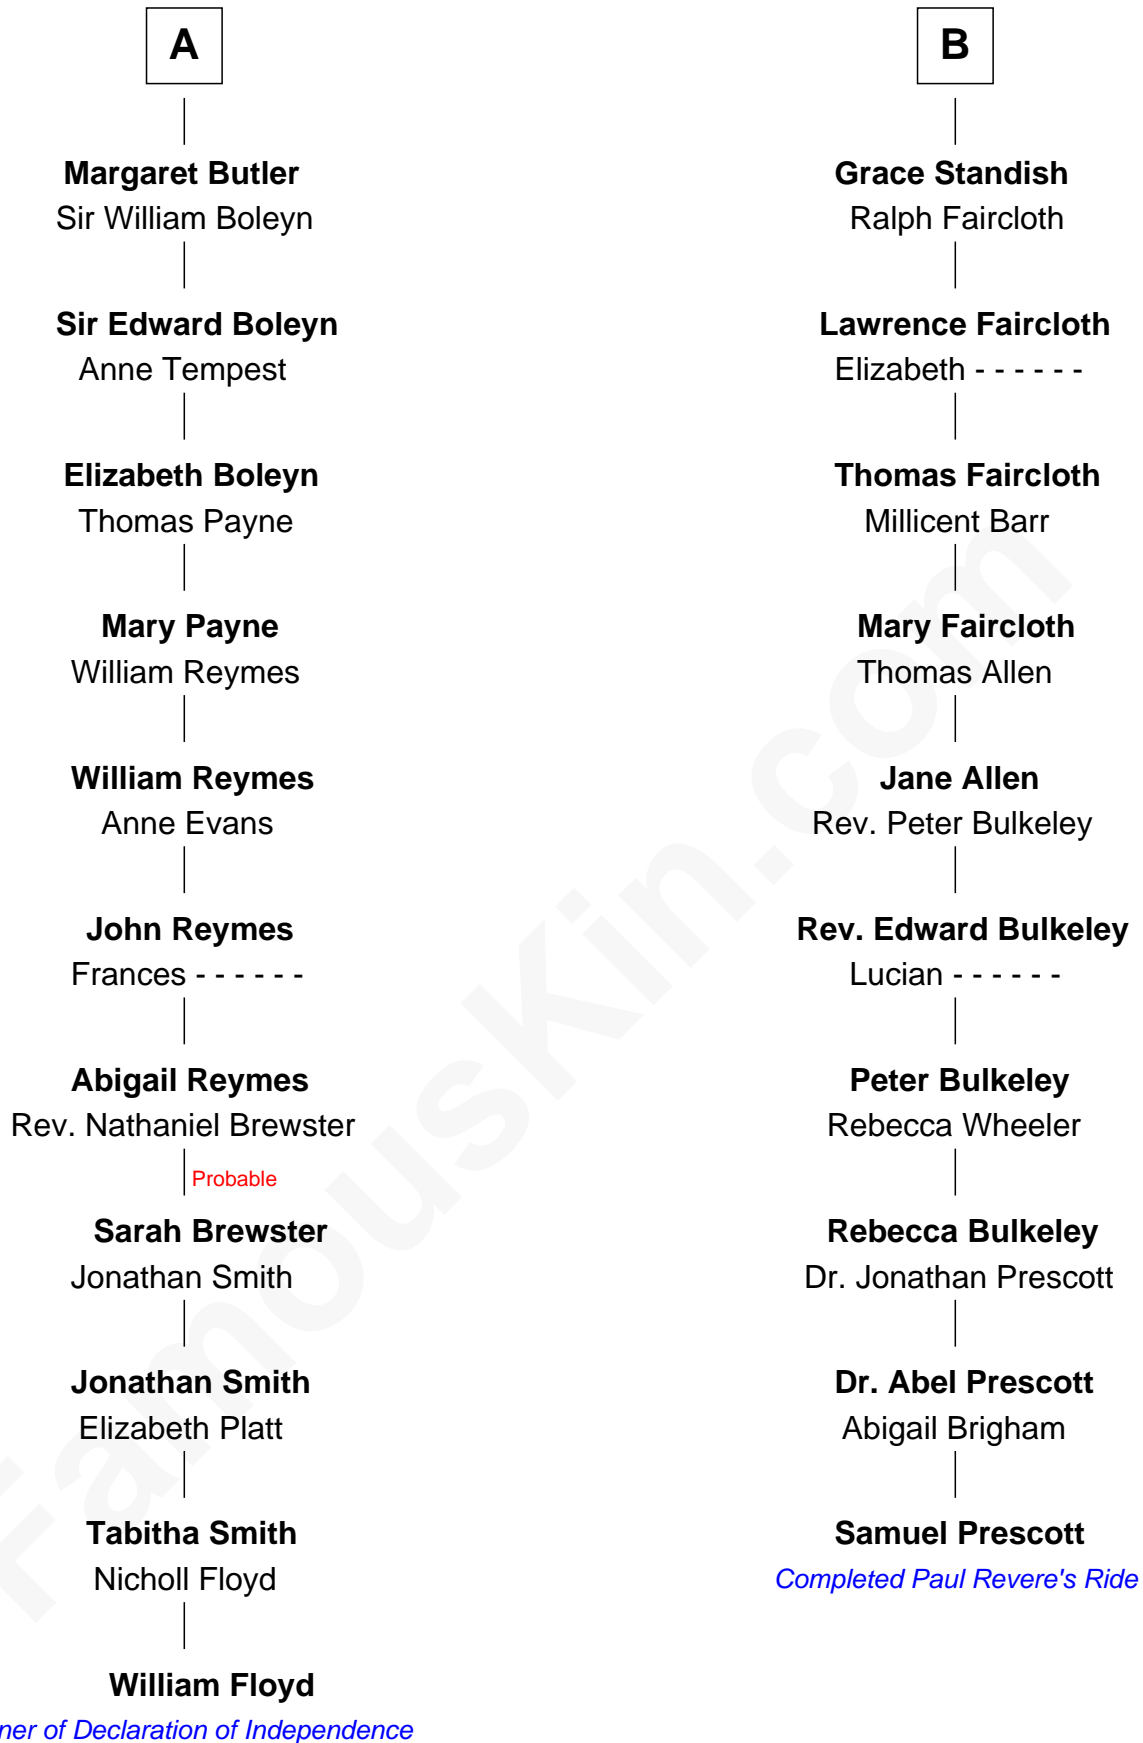 A
Margaret Butler
Sir William Boleyn
Sir Edward Boleyn
Anne Tempest
Elizabeth Boleyn
Thomas Payne
Mary Payne
William Reymes
William Reymes
Anne Evans
John Reymes
Frances - - - - - -
Abigail Reymes
Rev. Nathaniel Brewster
Probable
Sarah Brewster
Jonathan Smith
Jonathan Smith
Elizabeth Platt
Tabitha Smith
Nicholl Floyd
William Floyd
ner of Declaration of Independence
B
Grace Standish
Ralph Faircloth
Lawrence Faircloth
Elizabeth - - - - - -
Thomas Faircloth
Millicent Barr
Mary Faircloth
Thomas Allen
Jane Allen
Rev. Peter Bulkeley
Rev. Edward Bulkeley
Lucian - - - - - -
Peter Bulkeley
Rebecca Wheeler
Rebecca Bulkeley
Dr. Jonathan Prescott
Dr. Abel Prescott
Abigail Brigham
Samuel Prescott
Completed Paul Revere's Ride
FamousKin.com